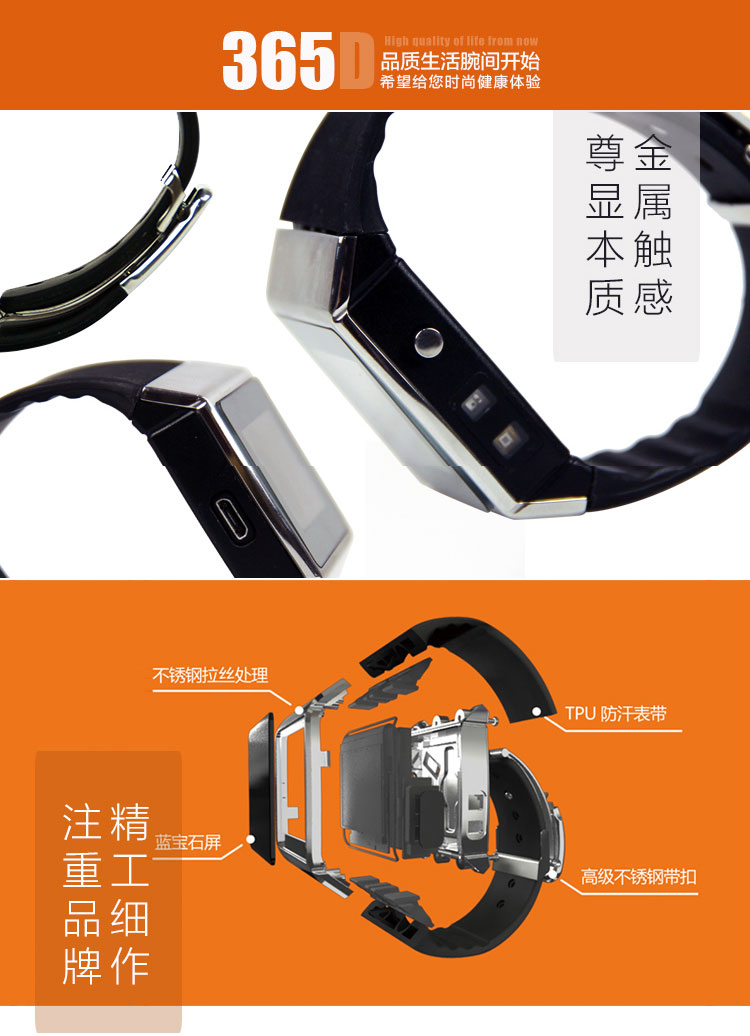 365D
High quality of life from now
品质生活腕间开始
希望给您时尚健康体验
金属触感
尊显本质
不锈钢拉丝处理
TPU 防汗表带
蓝宝石屏
高级不锈钢带扣
精工细作
注重品牌